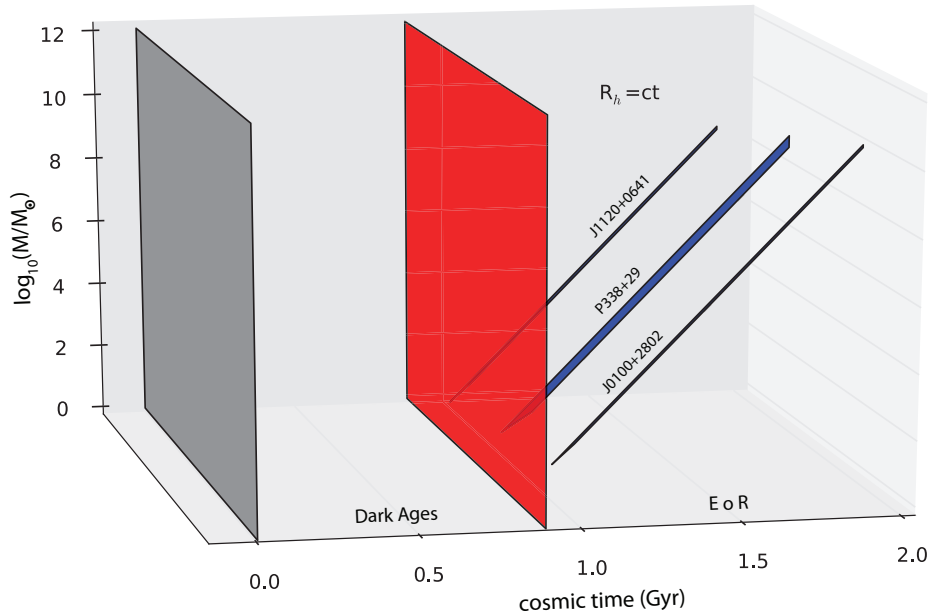 12
10
8
6
4
2
0
log₁₀(M/M☉)
Rₕ =ct
J1120+0641
P338+29
J0100+2802
Dark Ages
E o R
0.0
0.5
1.0
1.5
2.0
cosmic time (Gyr)